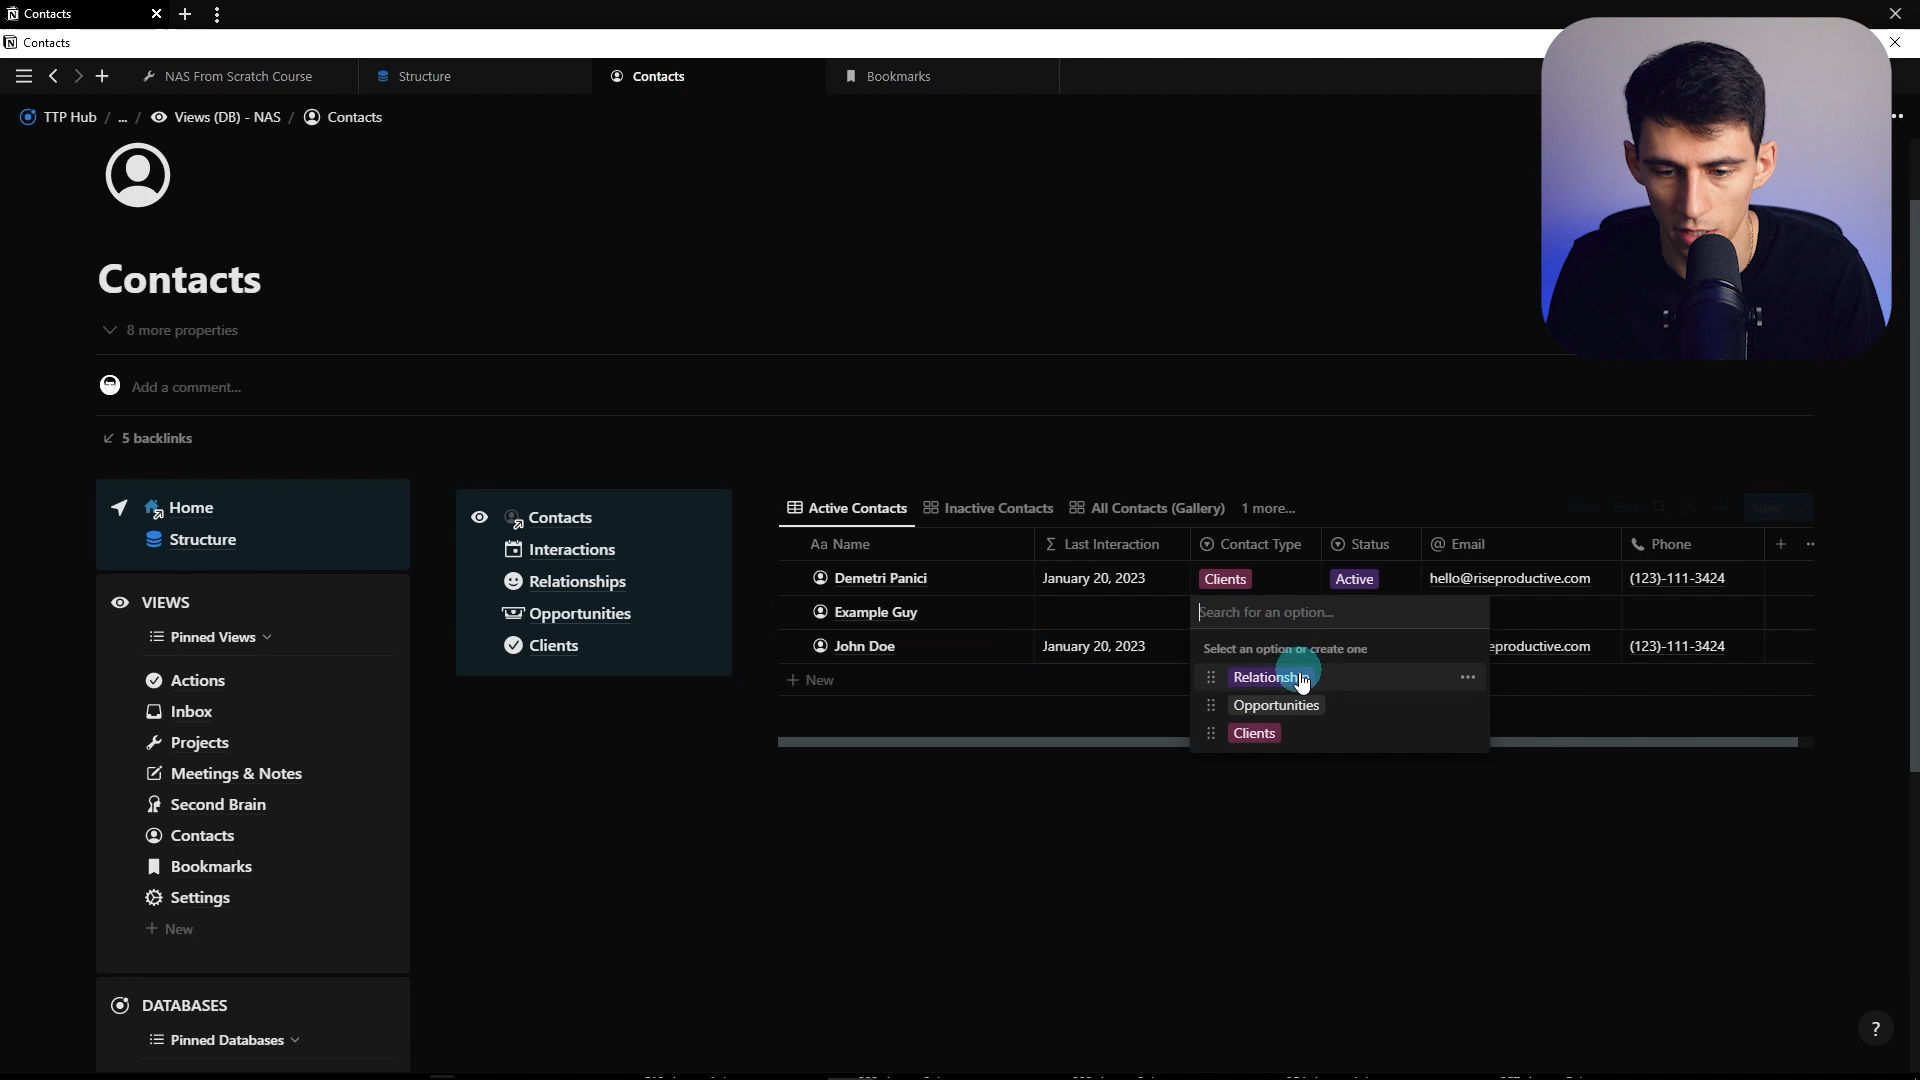 Contacts
Contacts
NAS From Scratch Course
Structure
Contacts
Bookmarks
TTP Hub / ... / Views (DB) - NAS / Contacts
Contacts
8 more properties
Add a comment...
5 backlinks
Home
Structure
VIEWS
Pinned Views
Actions
Inbox
Projects
Meetings & Notes
Second Brain
Contacts
Bookmarks
Settings
New
DATABASES
Pinned Databases
Contacts
Interactions
Relationships
Opportunities
Clients
Active Contacts Inactive Contacts All Contacts (Gallery) 1 more...
Aa Name Last Interaction Contact Type Status Email Phone
Demetri Panici January 20, 2023 Clients Active hello@riseproductive.com (123)-111-3424
Example Guy Search for an option...
John Doe January 20, 2023 eproductive.com (123)-111-3424
Select an option or create one
New
Opportunities
Clients
?